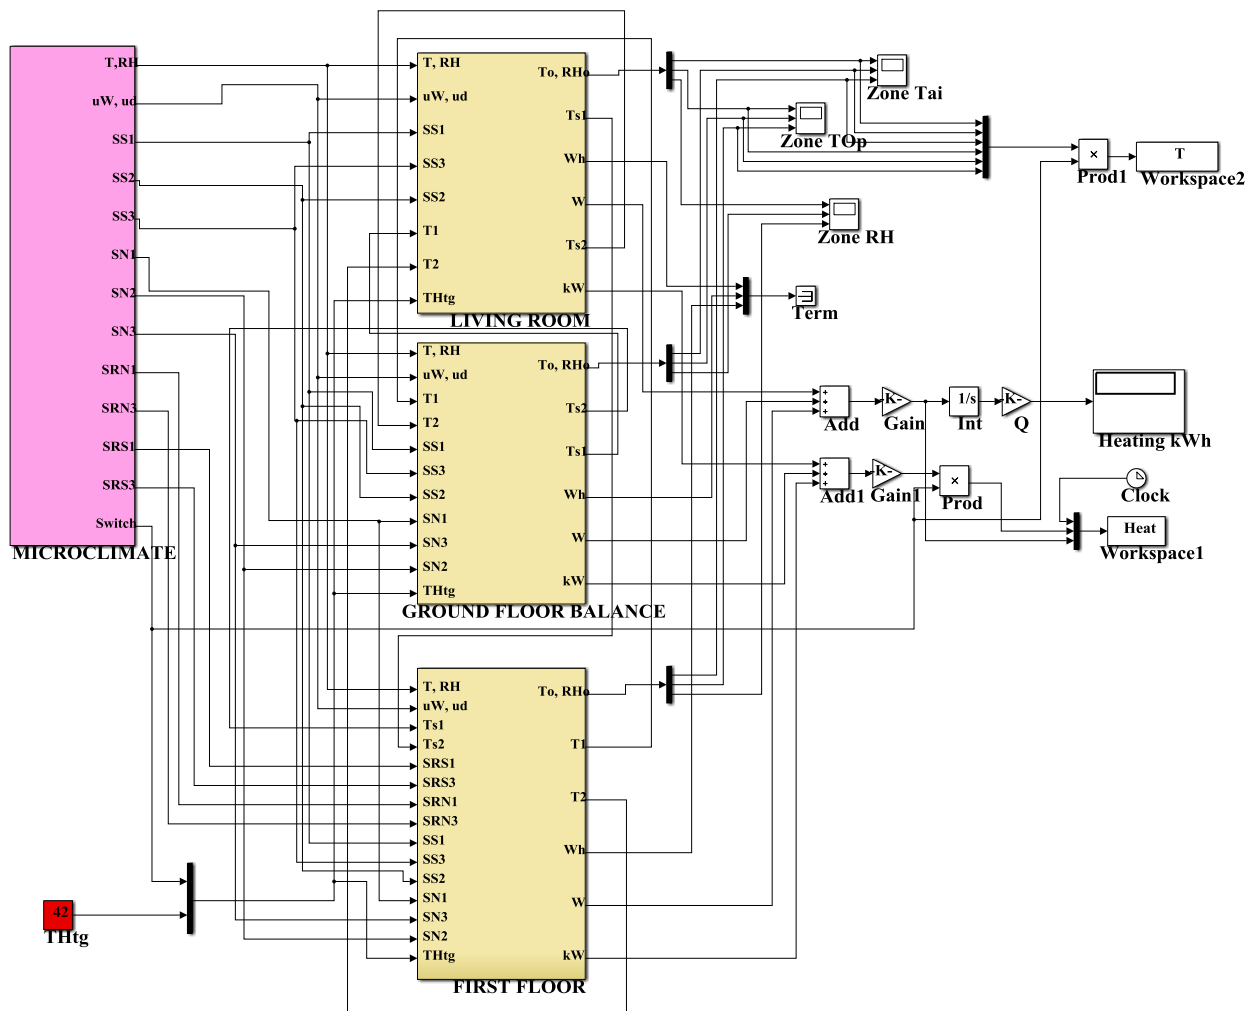 T,RH
uW, ud
SS1
SS2
SS3
SN1
SN2
SN3
SRN1
SRN3
SRS1
SRS3
Switch
MICROCLIMATE
42
THtg
T, RH
uW, ud
SS1
SS3
SS2
T1
T2
THtg
To, RHo
Ts1
Wh
W
Ts2
kW
LIVING ROOM
T, RH
uW, ud
T1
T2
SS1
SS3
SS2
SN1
SN3
SN2
THtg
To, RHo
Ts2
Ts1
Wh
W
kW
GROUND FLOOR BALANCE
T, RH
uW, ud
Ts1
Ts2
SRS1
SRS3
SRN1
SRN3
SS1
SS3
SS2
SN1
SN3
SN2
THtg
To, RHo
T1
T2
Wh
W
kW
FIRST FLOOR
Zone Tai
Zone TOp
Zone RH
Term
×
Prod1
T
Workspace2
+
+
+
Add
K-
Gain
1/s
Int
K-
Q
Heating kWh
+
+
+
Add1
K-
Gain1
×
Prod
Clock
Heat
Workspace1